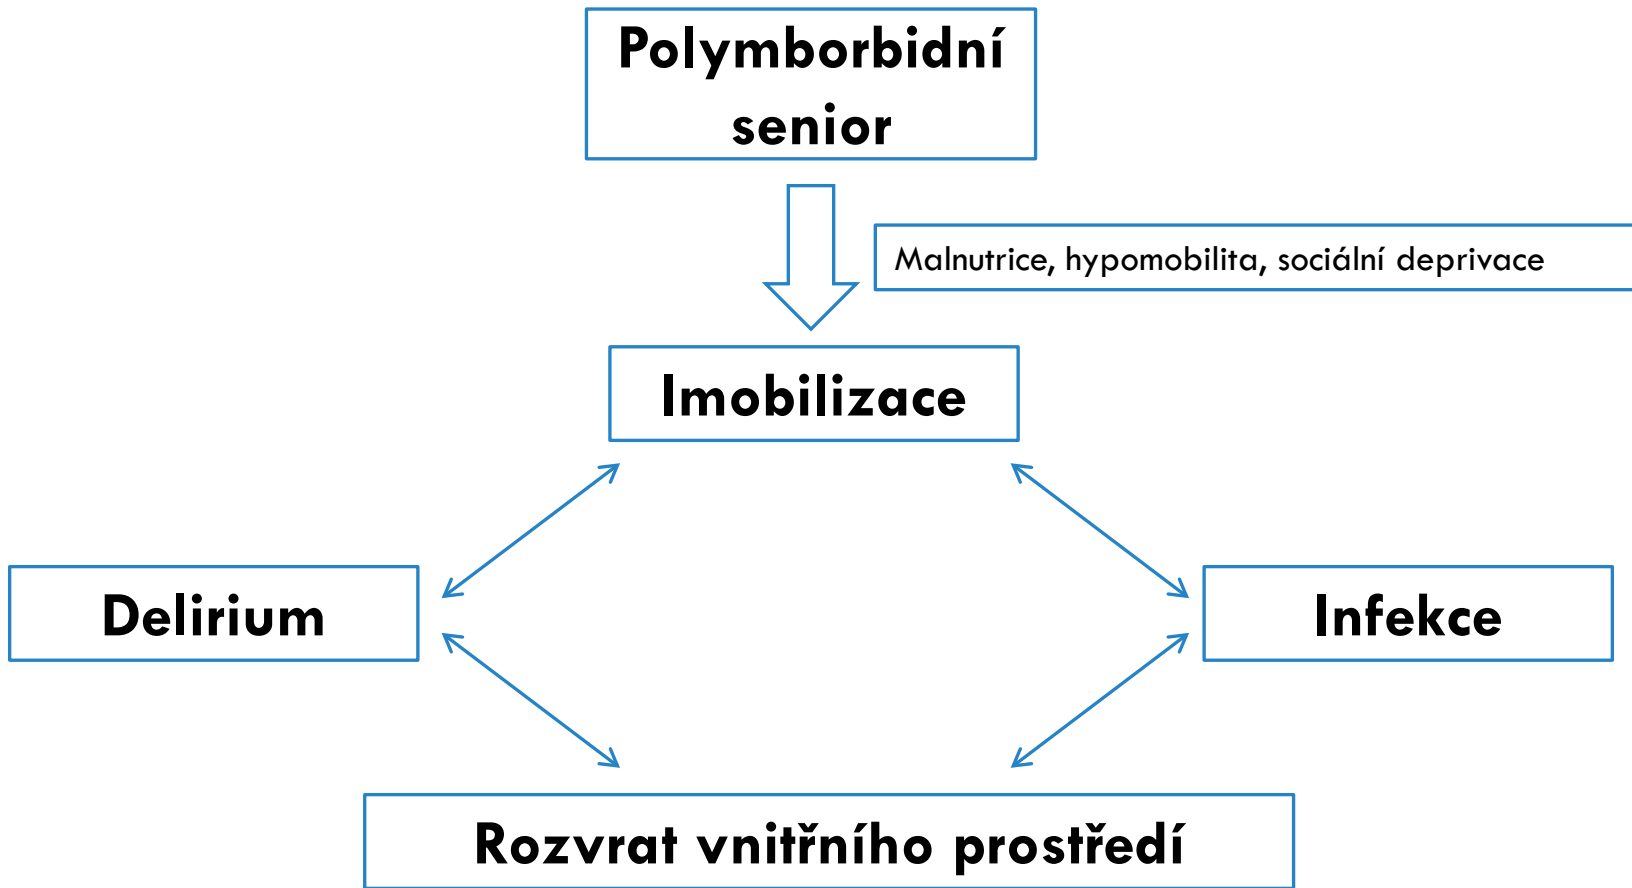 Polymborbidní
senior
Malnutrice, hypomobilita, sociální deprivace
Imobilizace
Delirium
Infekce
Rozvrat vnitřního prostředí